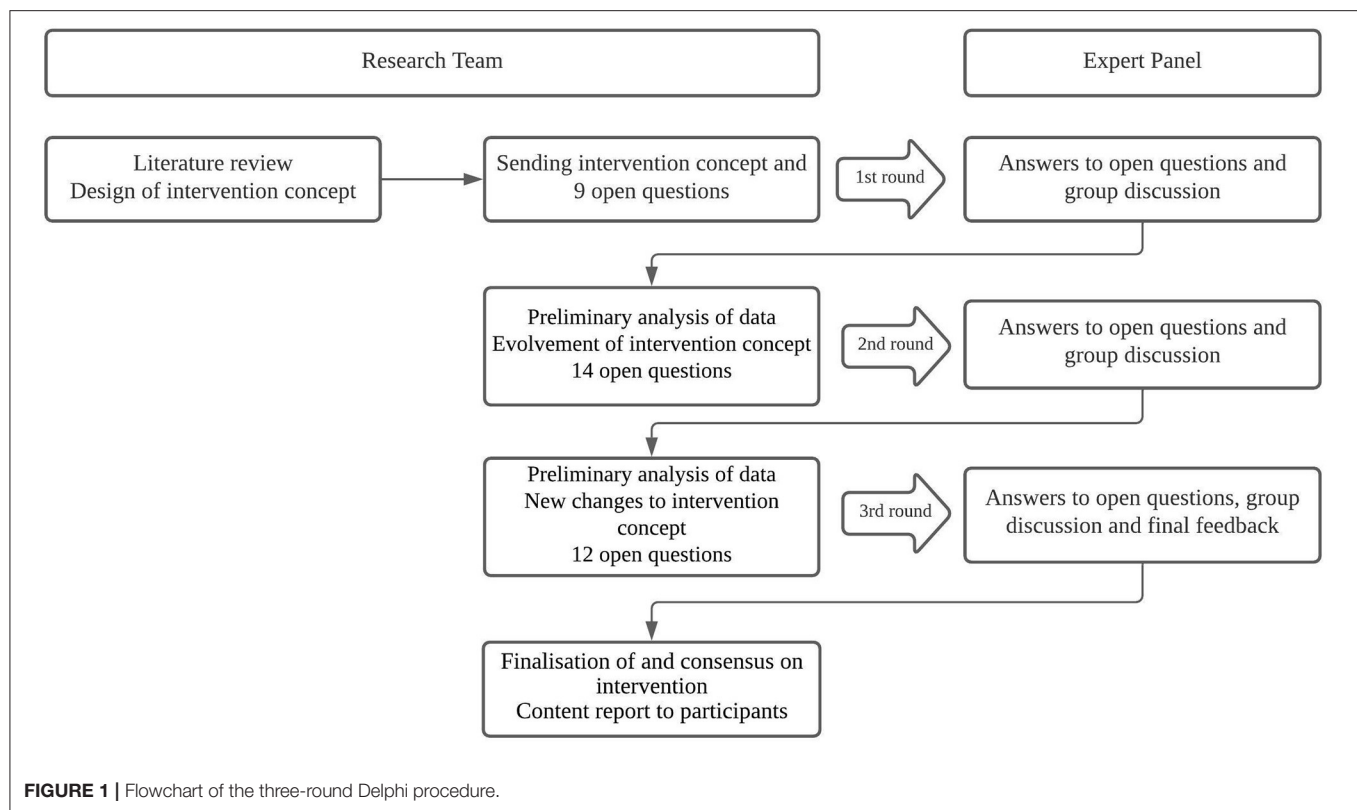 Research Team
Expert Panel
Literature review
Design of intervention concept
Sending intervention concept and
9 open questions
1st round
Answers to open questions and
group discussion
Preliminary analysis of data
Evolvement of intervention concept
14 open questions
2nd round
Answers to open questions and
group discussion
Preliminary analysis of data
New changes to intervention
concept
12 open questions
3rd round
Answers to open questions, group
discussion and final feedback
Finalisation of and consensus on
intervention
Content report to participants
FIGURE 1 | Flowchart of the three-round Delphi procedure.